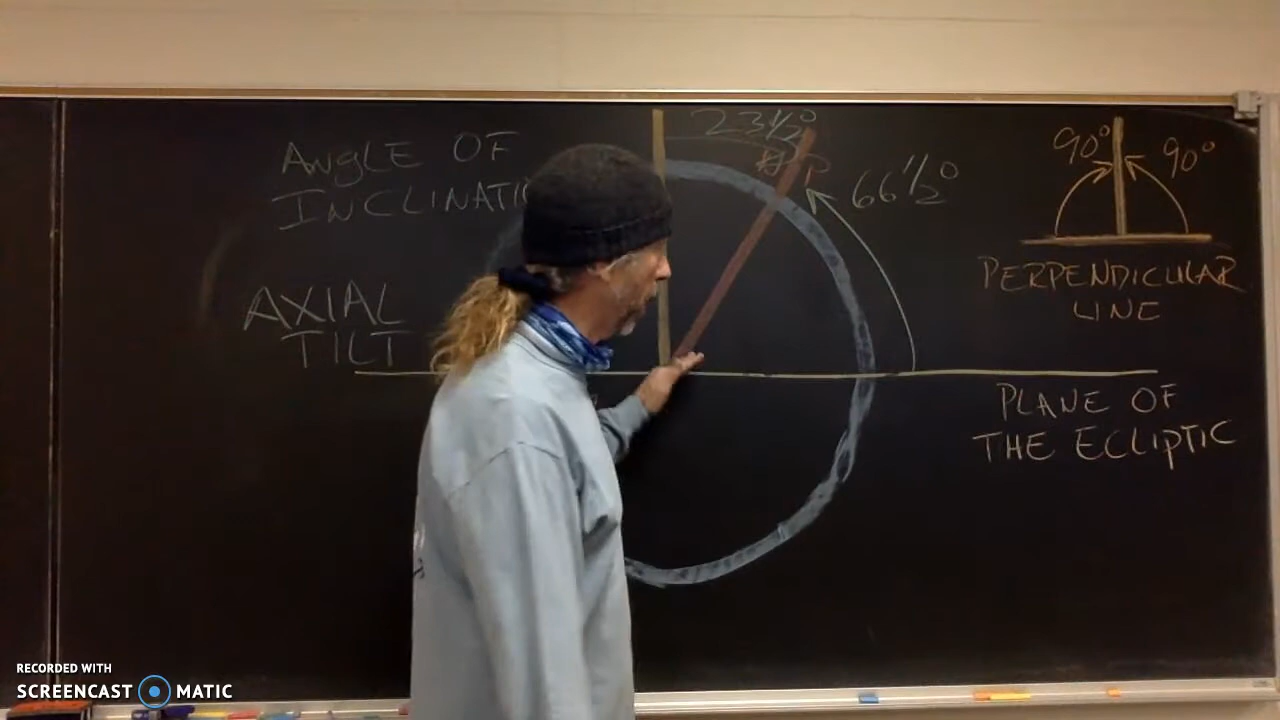 ANGLE OF
INCLINATI
AXIAL
TILT
23½°
66½°
90° 90°
PERPENDICULAR
LINE
PLANE OF
THE ECLIPTIC
RECORDED WITH
SCREENCAST MATIC